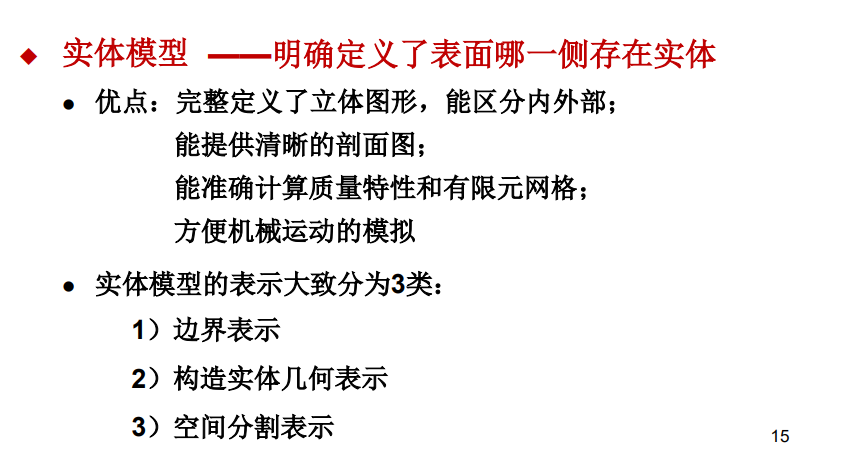 ◆ 实体模型 ——明确定义了表面哪一侧存在实体
● 优点：完整定义了立体图形，能区分内外部；
能提供清晰的剖面图；
能准确计算质量特性和有限元网格；
方便机械运动的模拟
● 实体模型的表示大致分为3类：
1）边界表示
2）构造实体几何表示
3）空间分割表示
15